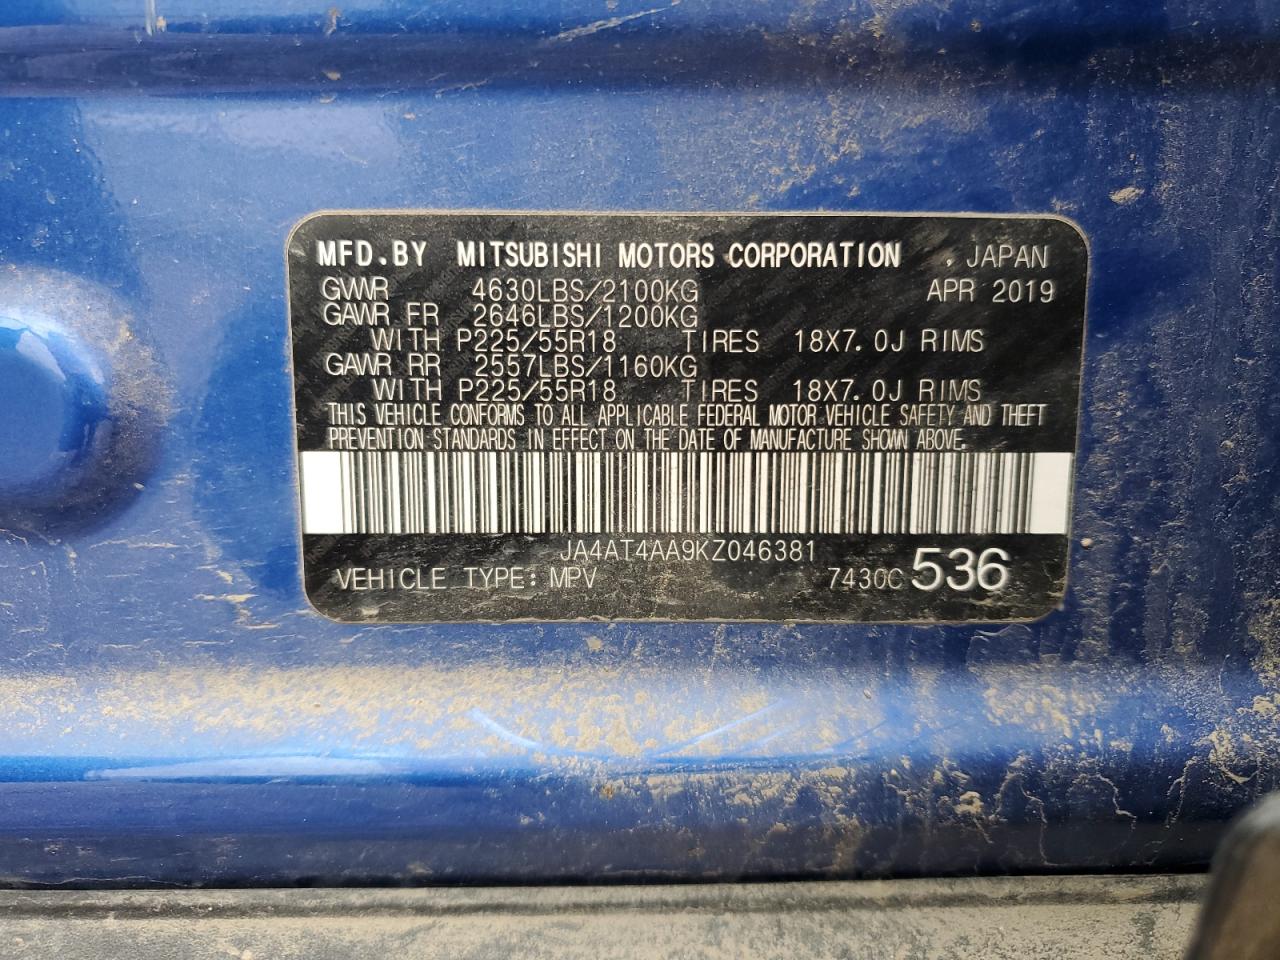 MFD.BY MITSUBISHI MOTORS CORPORATION , JAPAN
GVWR 4630LBS/2100KG APR 2019
GAWR FR 2646LBS/1200KG
WITH P225/55R18 TIRES 18X7.0J RIMS
GAWR RR 2557LBS/1160KG
WITH P225/55R18 TIRES 18X7.0J RIMS
THIS VEHICLE CONFORMS TO ALL APPLICABLE FEDERAL MOTOR VEHICLE SAFETY AND THEFT
PREVENTION STANDARDS IN EFFECT ON THE DATE OF MANUFACTURE SHOWN ABOVE.
JA4AT4AA9KZ046381
VEHICLE TYPE: MPV 7430C 536